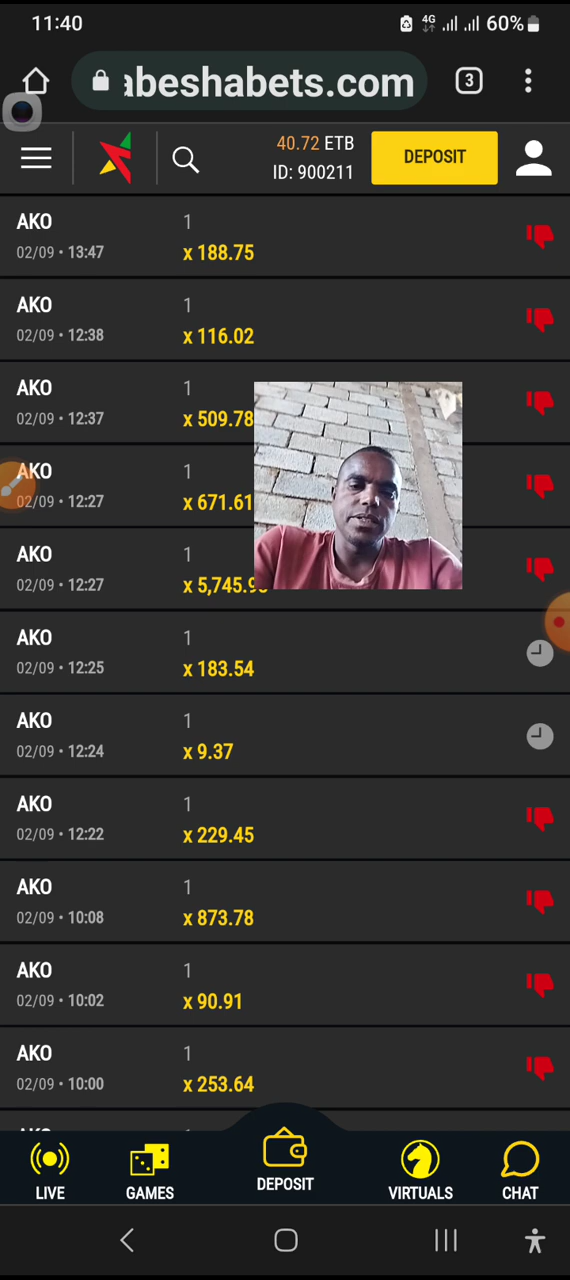 11:40
4G
60%
abeshabets.com
3
40.72 ETB
DEPOSIT
ID: 900211
AKO
1
02/09 • 13:47
x 188.75
AKO
1
02/09 • 12:38
x 116.02
AKO
1
02/09 • 12:37
x 509.78
AKO
1
02/09 • 12:27
x 671.61
AKO
1
02/09 • 12:27
x 5,745.9
AKO
1
02/09 • 12:25
x 183.54
AKO
1
02/09 • 12:24
x 9.37
AKO
1
02/09 • 12:22
x 229.45
AKO
1
02/09 • 10:08
x 873.78
AKO
1
02/09 • 10:02
x 90.91
AKO
1
02/09 • 10:00
x 253.64
LIVE
GAMES
DEPOSIT
VIRTUALS
CHAT